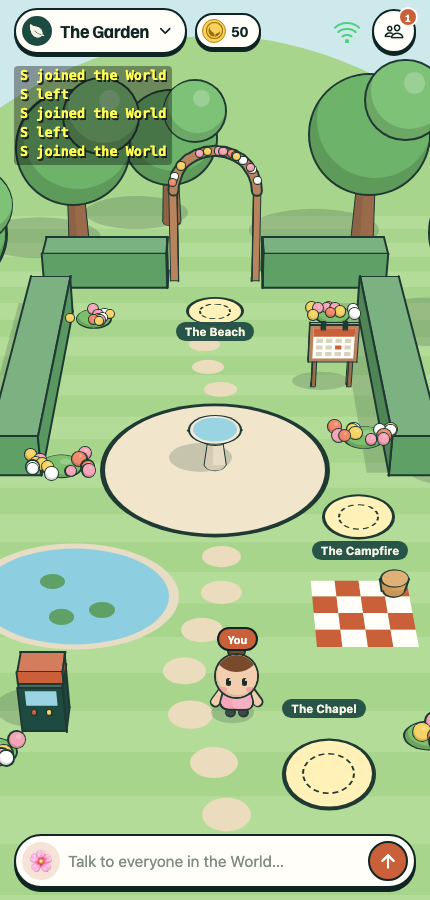 The Garden
50
1
S joined the World
S left
S joined the World
S left
S joined the World
The Beach
The Campfire
You
The Chapel
Talk to everyone in the World...